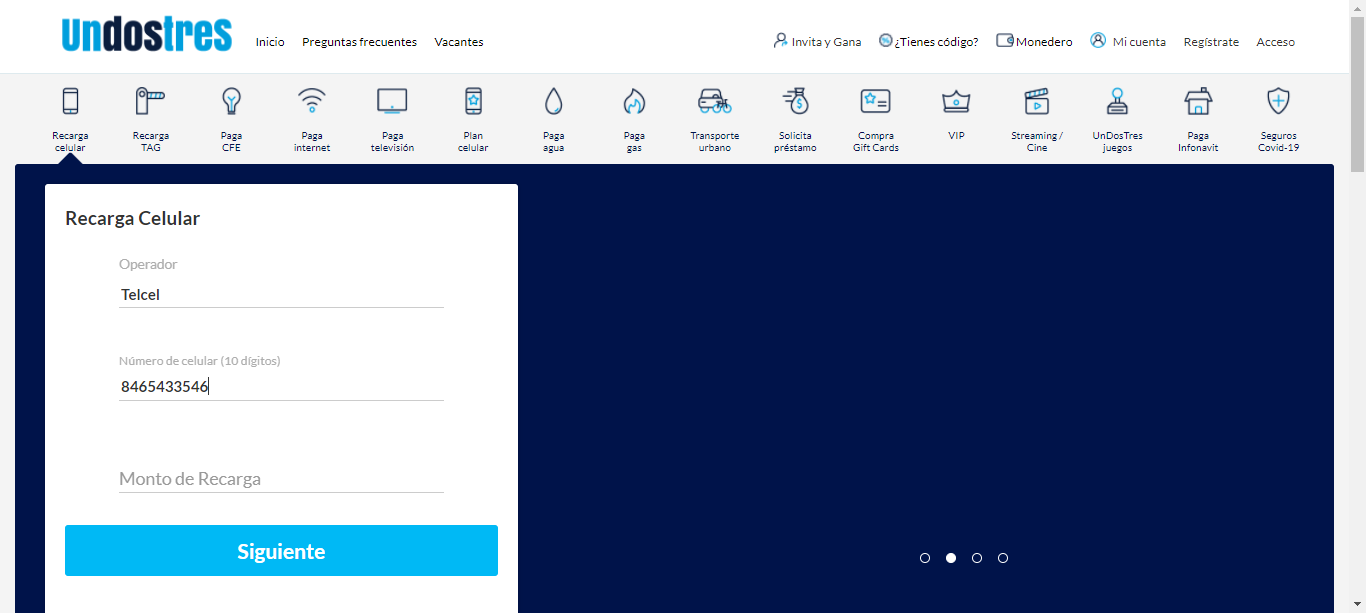 undostres
Inicio Preguntas frecuentes Vacantes
Invita y Gana ¿Tienes código? Monedero Mi cuenta Regístrate Acceso
Recarga celular
Recarga TAG
Paga CFE
Paga internet
Paga televisión
Plan celular
Paga agua
Paga gas
Transporte urbano
Solicita préstamo
Compra Gift Cards
VIP
Streaming / Cine
UnDosTres juegos
Paga Infonavit
Seguros Covid-19
Recarga Celular
Operador
Telcel
Número de celular (10 dígitos)
8465433546
Monto de Recarga
Siguiente